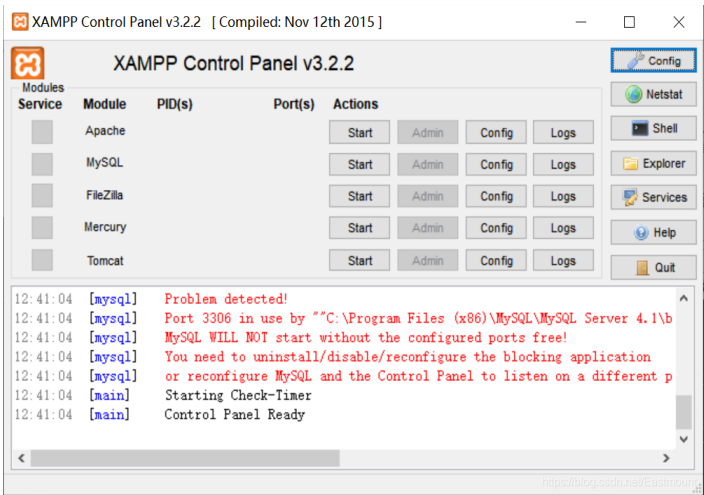 XAMPP Control Panel v3.2.2 [ Compiled: Nov 12th 2015 ]
XAMPP Control Panel v3.2.2
Config
Modules
Service Module PID(s) Port(s) Actions
Netstat
Apache Start Admin Config Logs
Shell
MySQL Start Admin Config Logs
Explorer
FileZilla Start Admin Config Logs
Services
Mercury Start Admin Config Logs
Help
Tomcat Start Admin Config Logs
Quit
12:41:04 [mysql] Problem detected!
12:41:04 [mysql] Port 3306 in use by ""C:\Program Files (x86)\MySQL\MySQL Server 4.1\b
12:41:04 [mysql] MySQL WILL NOT start without the configured ports free!
12:41:04 [mysql] You need to uninstall/disable/reconfigure the blocking application
12:41:04 [mysql] or reconfigure MySQL and the Control Panel to listen on a different p
12:41:04 [main] Starting Check-Timer
12:41:04 [main] Control Panel Ready
https://blog.csdn.net/Eastmount